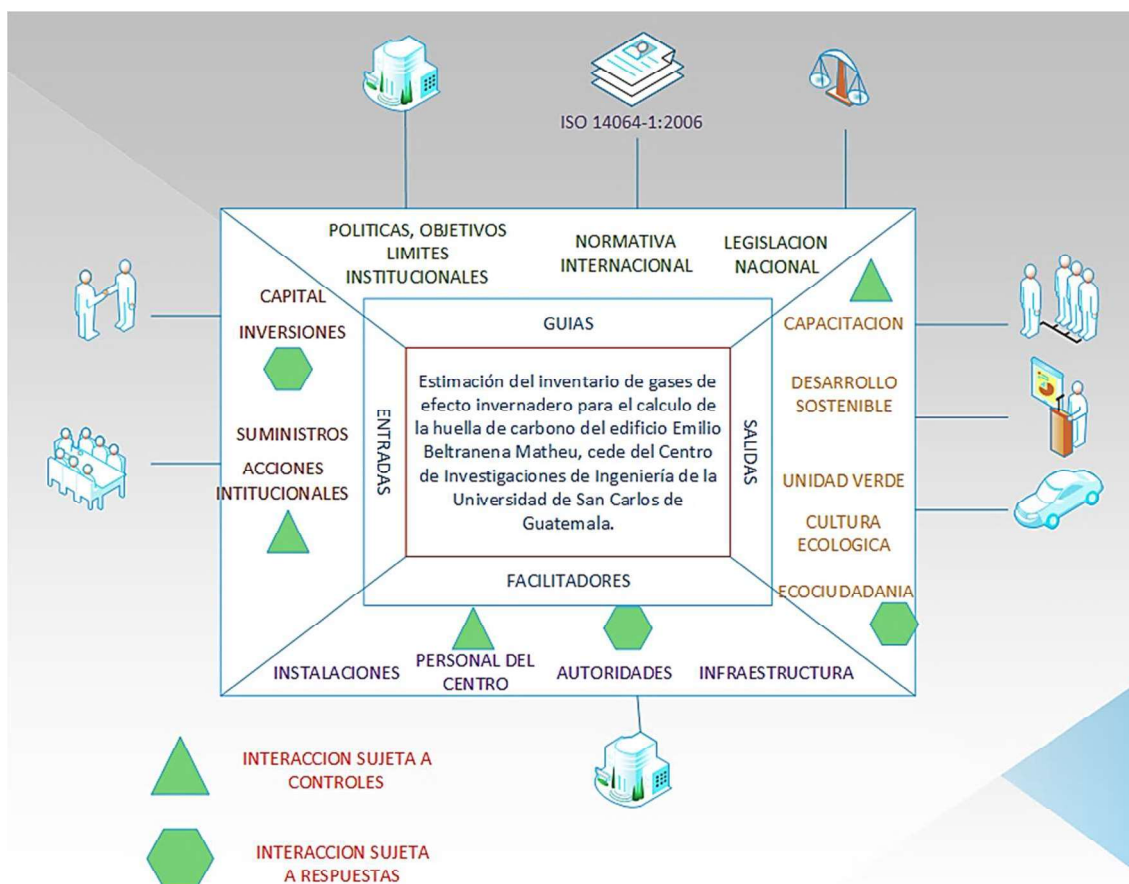 ISO 14064-1:2006
POLITICAS, OBJETIVOS
LIMITES
INSTITUCIONALES
NORMATIVA
INTERNACIONAL
LEGISLACION
NACIONAL
CAPITAL
INVERSIONES
SUMINISTROS
ACCIONES
INTITUCIONALES
ENTRADAS
GUIAS
Estimación del inventario de gases de
efecto invernadero para el calculo de
la huella de carbono del edificio Emilio
Beltranena Matheu, cede del Centro
de Investigaciones de Ingeniería de la
Universidad de San Carlos de
Guatemala.
FACILITADORES
SALIDAS
CAPACITACION
DESARROLLO
SOSTENIBLE
UNIDAD VERDE
CULTURA
ECOLOGICA
ECOCIUDADANIA
INSTALACIONES
PERSONAL DEL
CENTRO
AUTORIDADES
INFRAESTRUCTURA
INTERACCION SUJETA A
CONTROLES
INTERACCION SUJETA
A RESPUESTAS